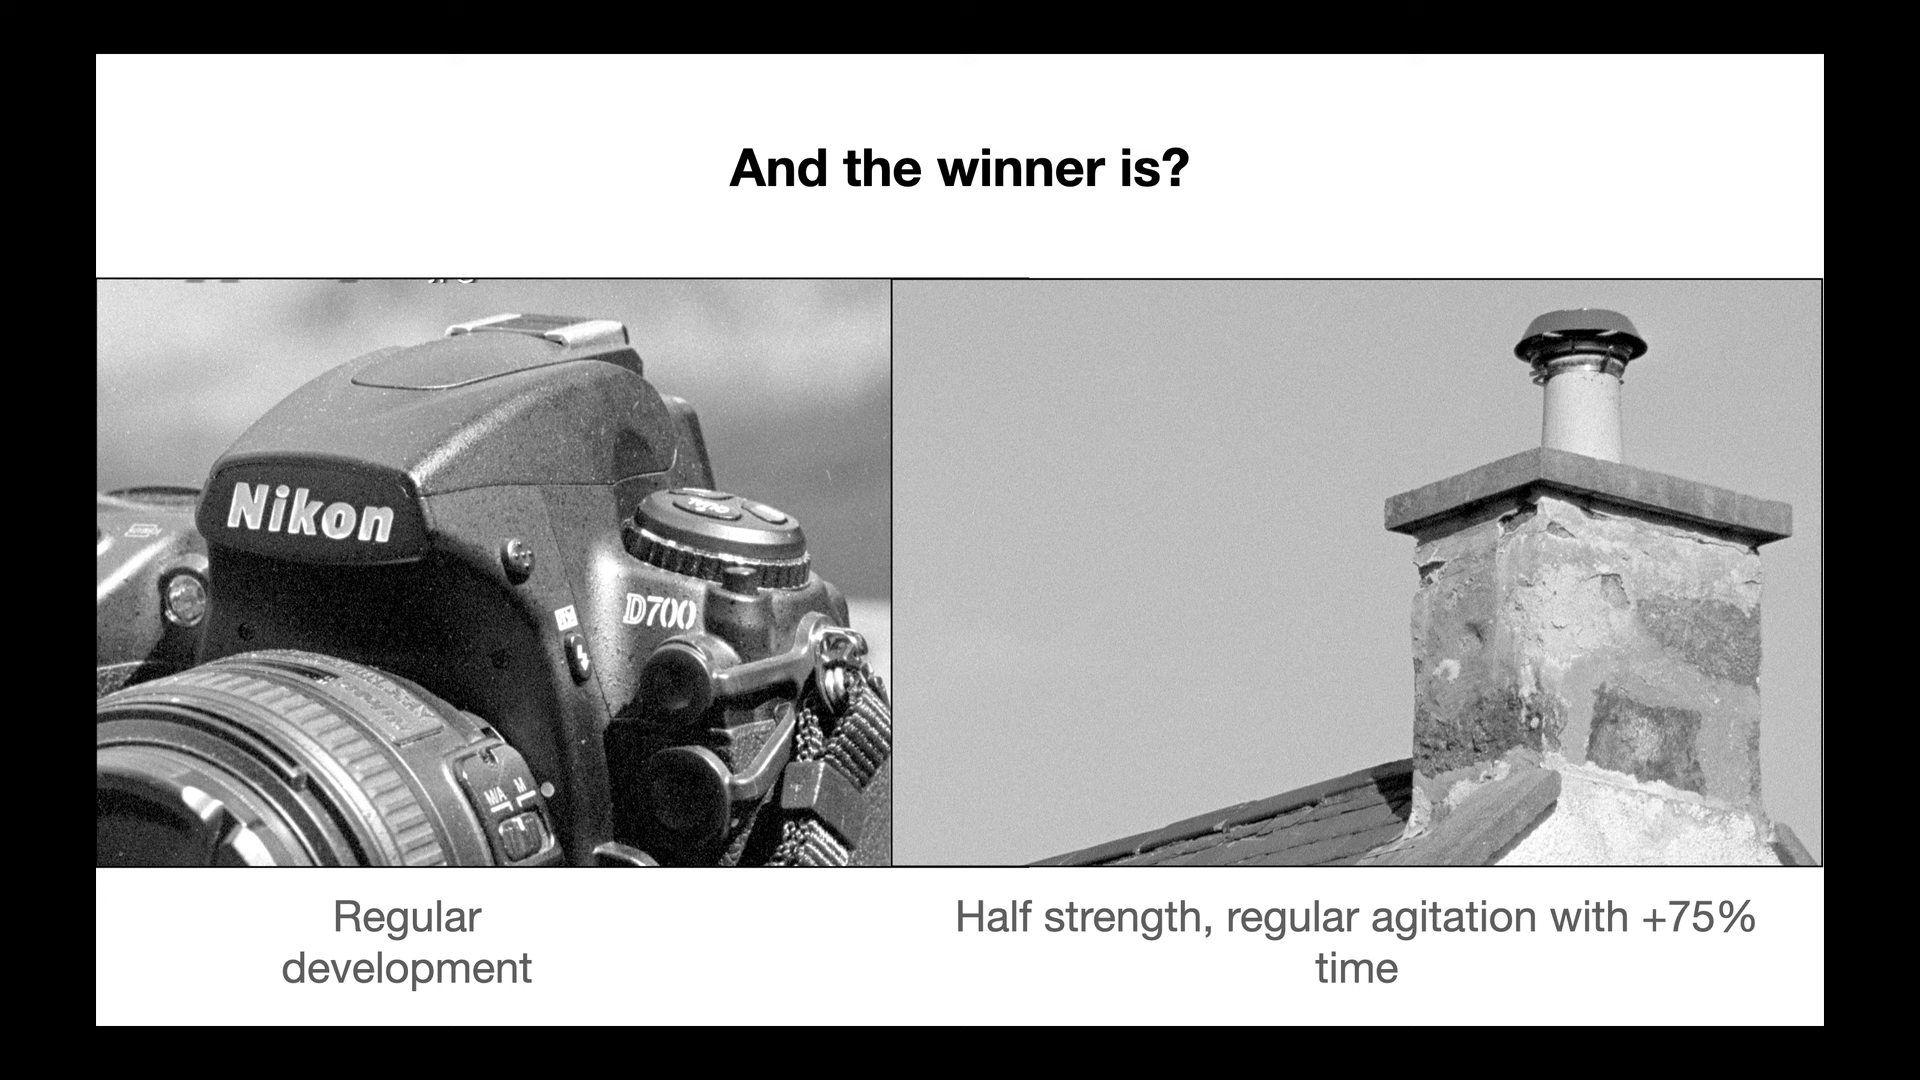 And the winner is?
Nikon
D700
M/A M
Regular
development
Half strength, regular agitation with +75%
time